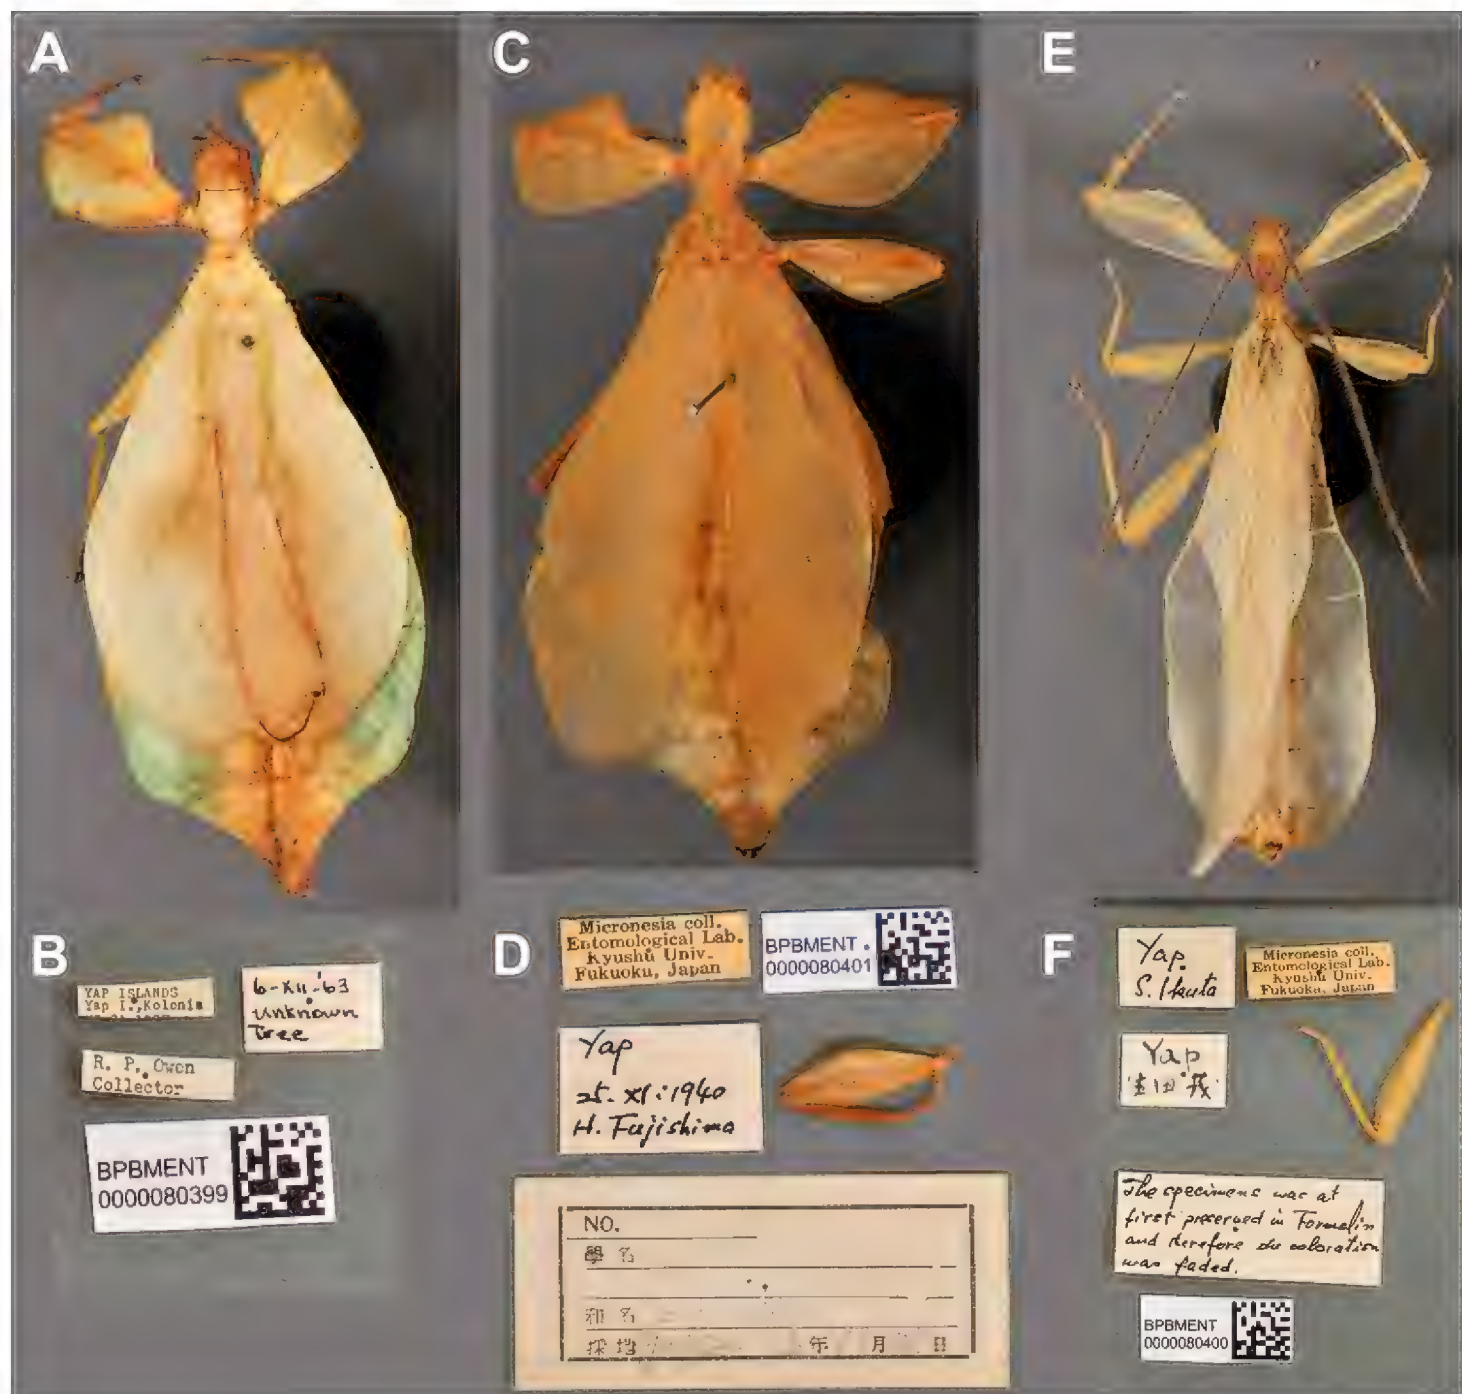 A
C
E
B
YAP ISLANDS
Yap I., Kolonia
6-XII-'63
unknown
Tree
R. P. Owen
Collector
BPBMENT
0000080399
D
Micronesia coll.
Entomological Lab.
Kyushu Univ.
Fukuoku, Japan
BPBMENT
0000080401
Yap
25. XI. 1940
H. Fujishima
NO.
學名
和名
採地 年 月 日
F
Yap.
S. Ikuta
Micronesia coll.
Entomological Lab.
Kyushu Univ.
Fukuoku, Japan
Yap
The specimens was at
first preserved in Formalin
and therefore the coloration
was faded.
BPBMENT
0000080400